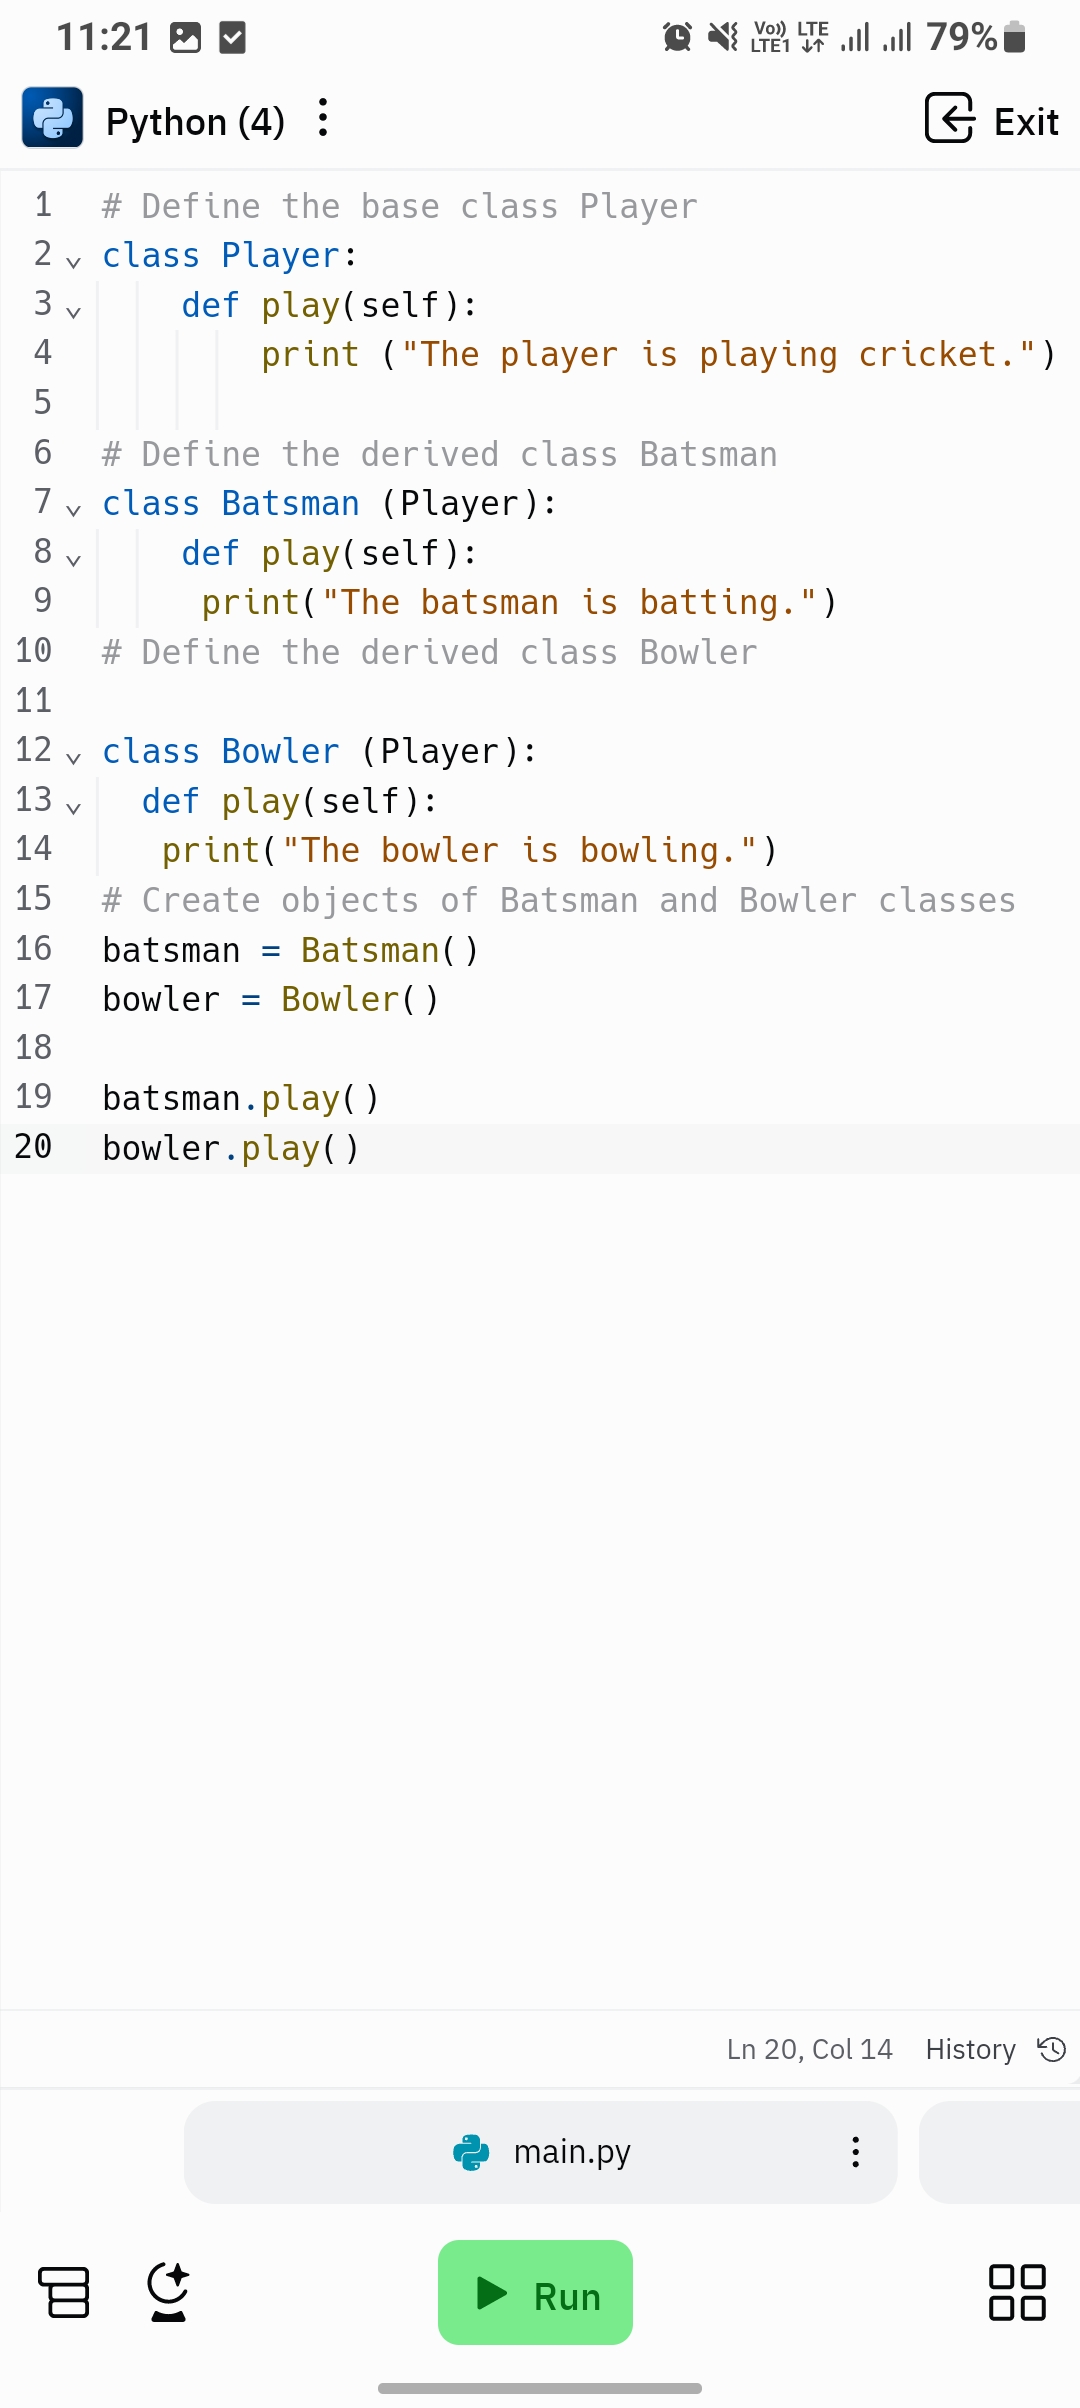 11:21 Vo)) LTE1 LTE 79%
Python (4) Exit
1 # Define the base class Player
2 class Player:
3     def play(self):
4         print ("The player is playing cricket.")
5
6 # Define the derived class Batsman
7 class Batsman (Player):
8     def play(self):
9      print("The batsman is batting.")
10 # Define the derived class Bowler
11
12 class Bowler (Player):
13   def play(self):
14    print("The bowler is bowling.")
15 # Create objects of Batsman and Bowler classes
16 batsman = Batsman()
17 bowler = Bowler()
18
19 batsman.play()
20 bowler.play()
Ln 20, Col 14 History
main.py
Run